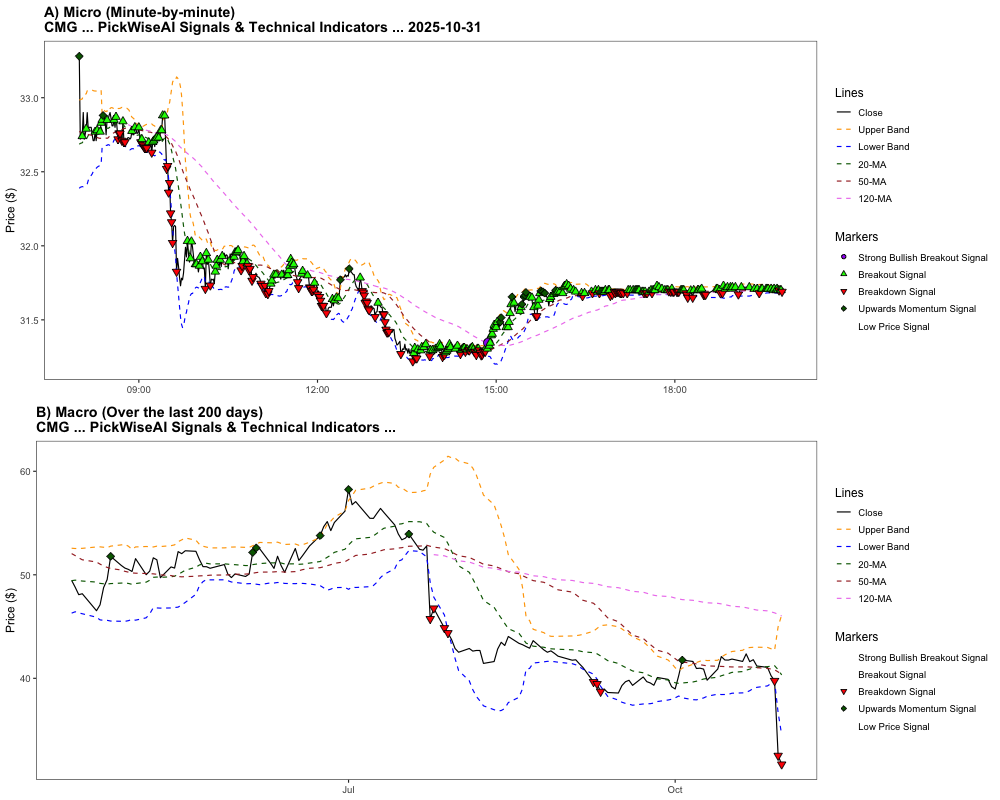 A) Micro (Minute-by-minute)
CMG ... PickWiseAI Signals & Technical Indicators ... 2025-10-31
Price ($)
33.0
32.5
32.0
31.5
09:00 12:00 15:00 18:00
Lines
Close
Upper Band
Lower Band
20-MA
50-MA
120-MA
Markers
Strong Bullish Breakout Signal
Breakout Signal
Breakdown Signal
Upwards Momentum Signal
Low Price Signal
B) Macro (Over the last 200 days)
CMG ... PickWiseAI Signals & Technical Indicators ...
Price ($)
60
50
40
Jul Oct
Lines
Close
Upper Band
Lower Band
20-MA
50-MA
120-MA
Markers
Strong Bullish Breakout Signal
Breakout Signal
Breakdown Signal
Upwards Momentum Signal
Low Price Signal